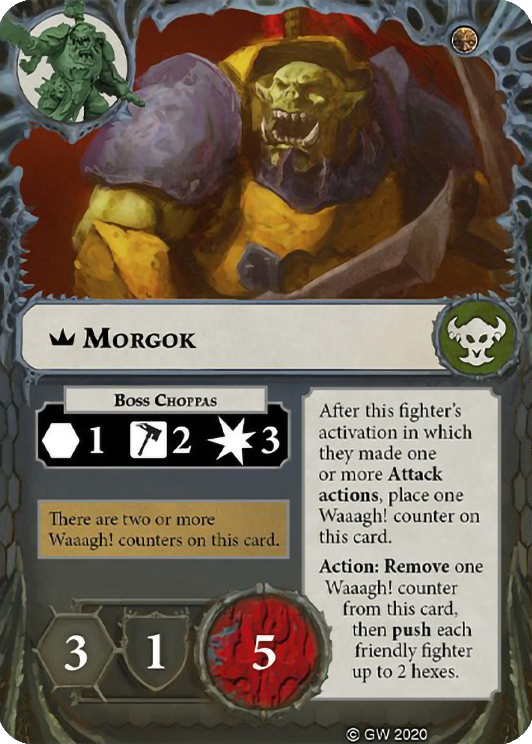 Morgok
Boss Choppas
1 2 3
There are two or more
Waaagh! counters on this card.
After this fighter's
activation in which
they made one
or more Attack
actions, place one
Waaagh! counter on
this card.
Action: Remove one
Waaagh! counter
from this card,
then push each
friendly fighter
up to 2 hexes.
3 1 5
© GW 2020